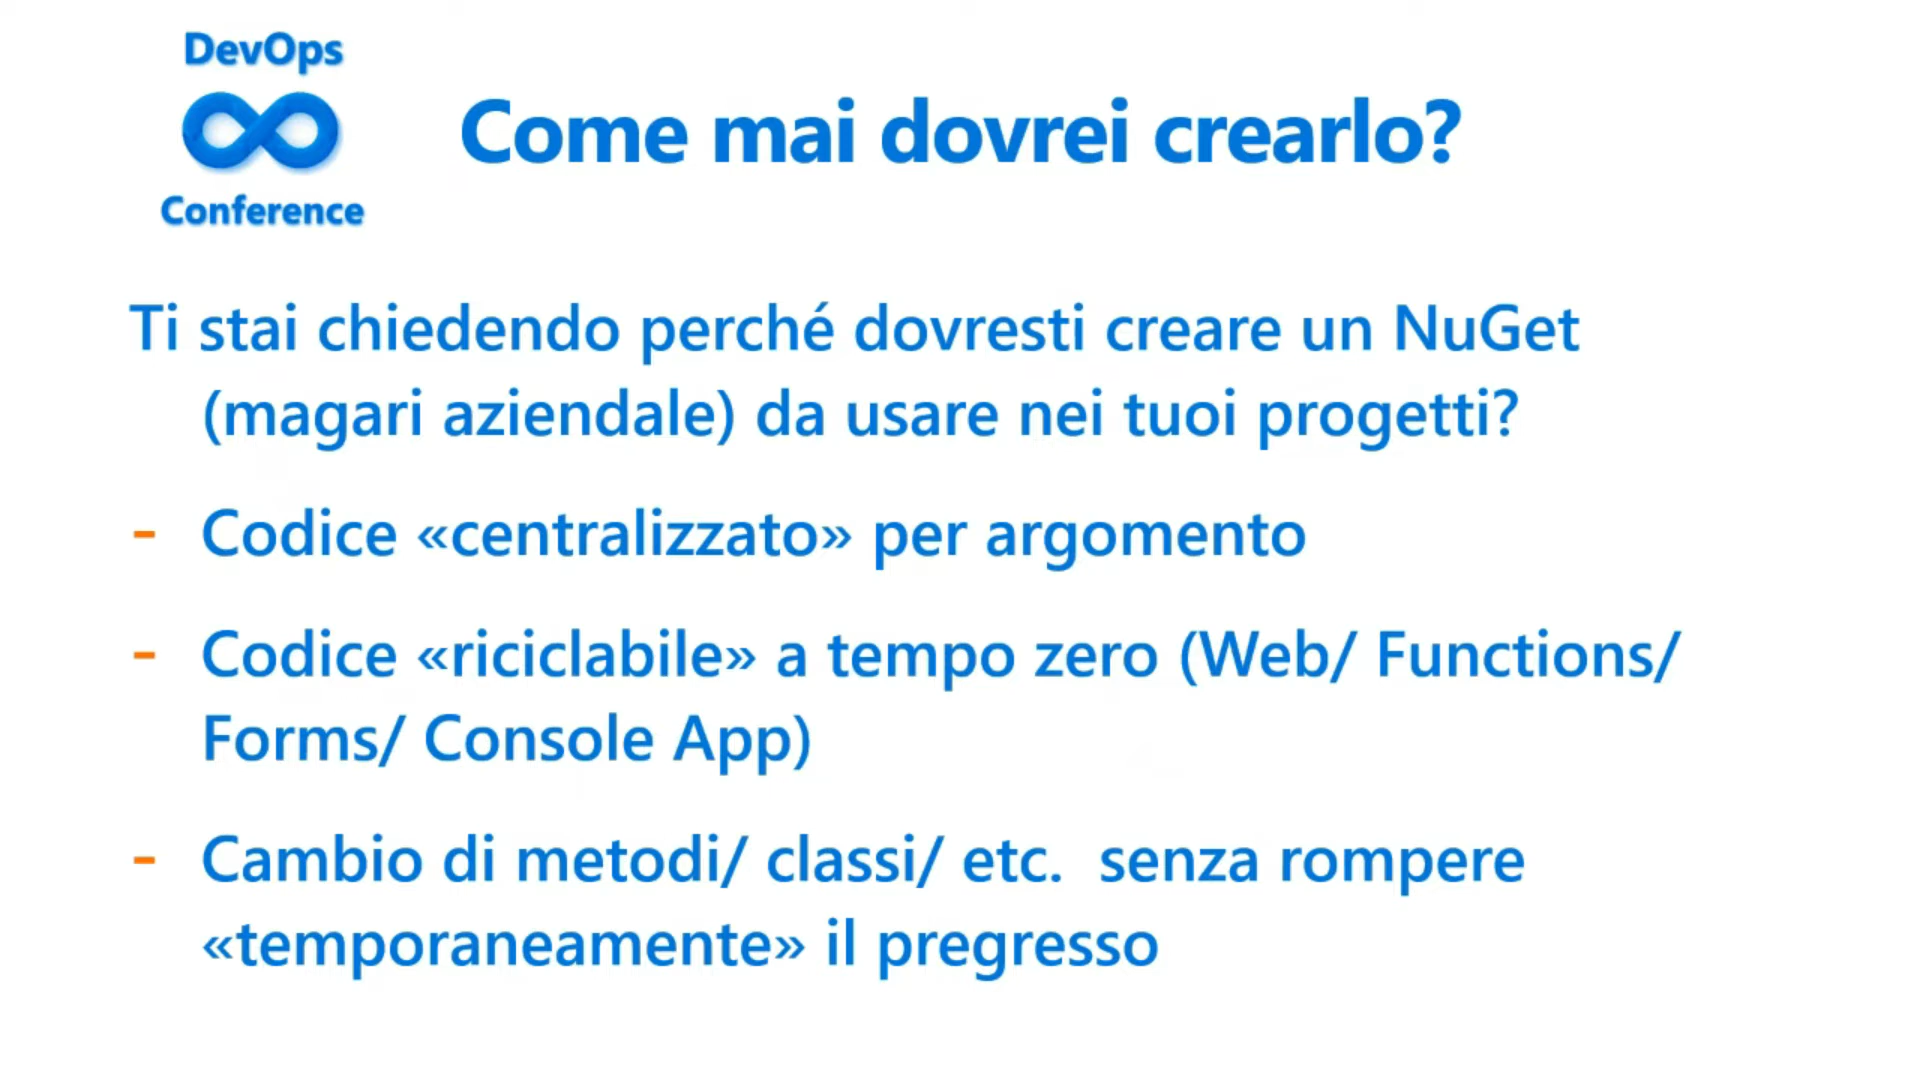 DevOps
Conference
Come mai dovrei crearlo?
Ti stai chiedendo perché dovresti creare un NuGet
(magari aziendale) da usare nei tuoi progetti?
- Codice «centralizzato» per argomento
- Codice «riciclabile» a tempo zero (Web/ Functions/
Forms/ Console App)
- Cambio di metodi/ classi/ etc.  senza rompere
«temporaneamente» il pregresso